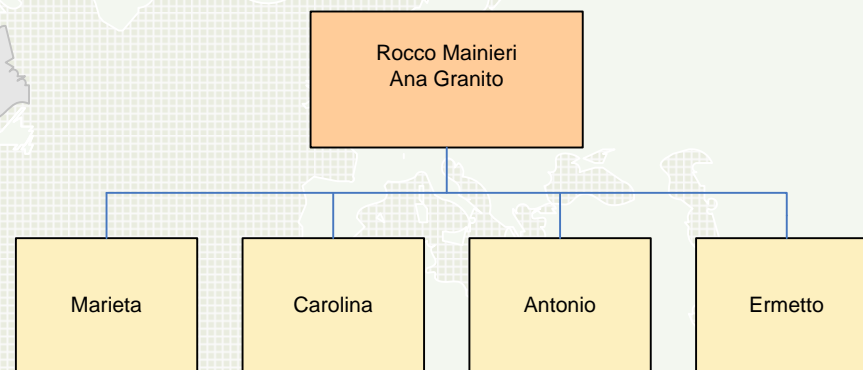 Rocco Mainieri
Ana Granito
Marieta
Carolina
Antonio
Ermetto